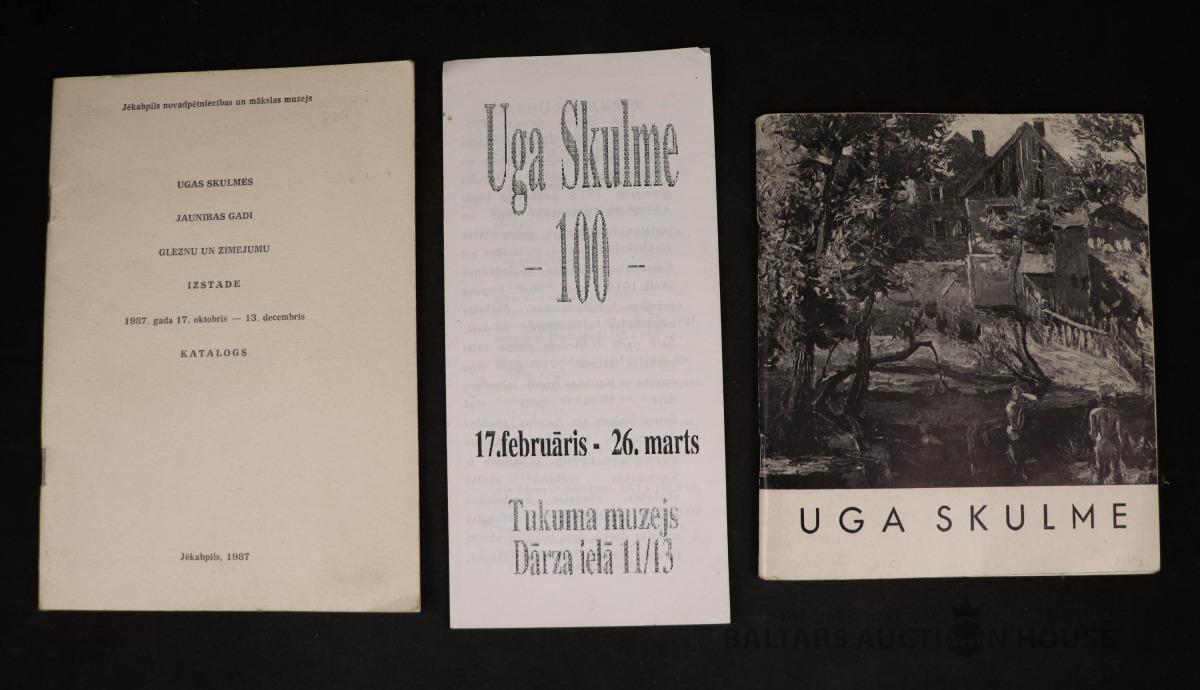 Jēkabpils novadpētniecības un mākslas muzejs
UGAS SKULMES
JAUNĪBAS GADI
GLEZNU UN ZĪMĒJUMU
IZSTĀDE
1987. gada 17. oktobris — 13. decembris
KATALOGS
Jēkabpils, 1987
Uga Skulme
- 100 -
17.februāris - 26. marts
Tukuma muzejs
Dārza ielā 11/13
UGA SKULME
BALTARS AUCTION HOUSE